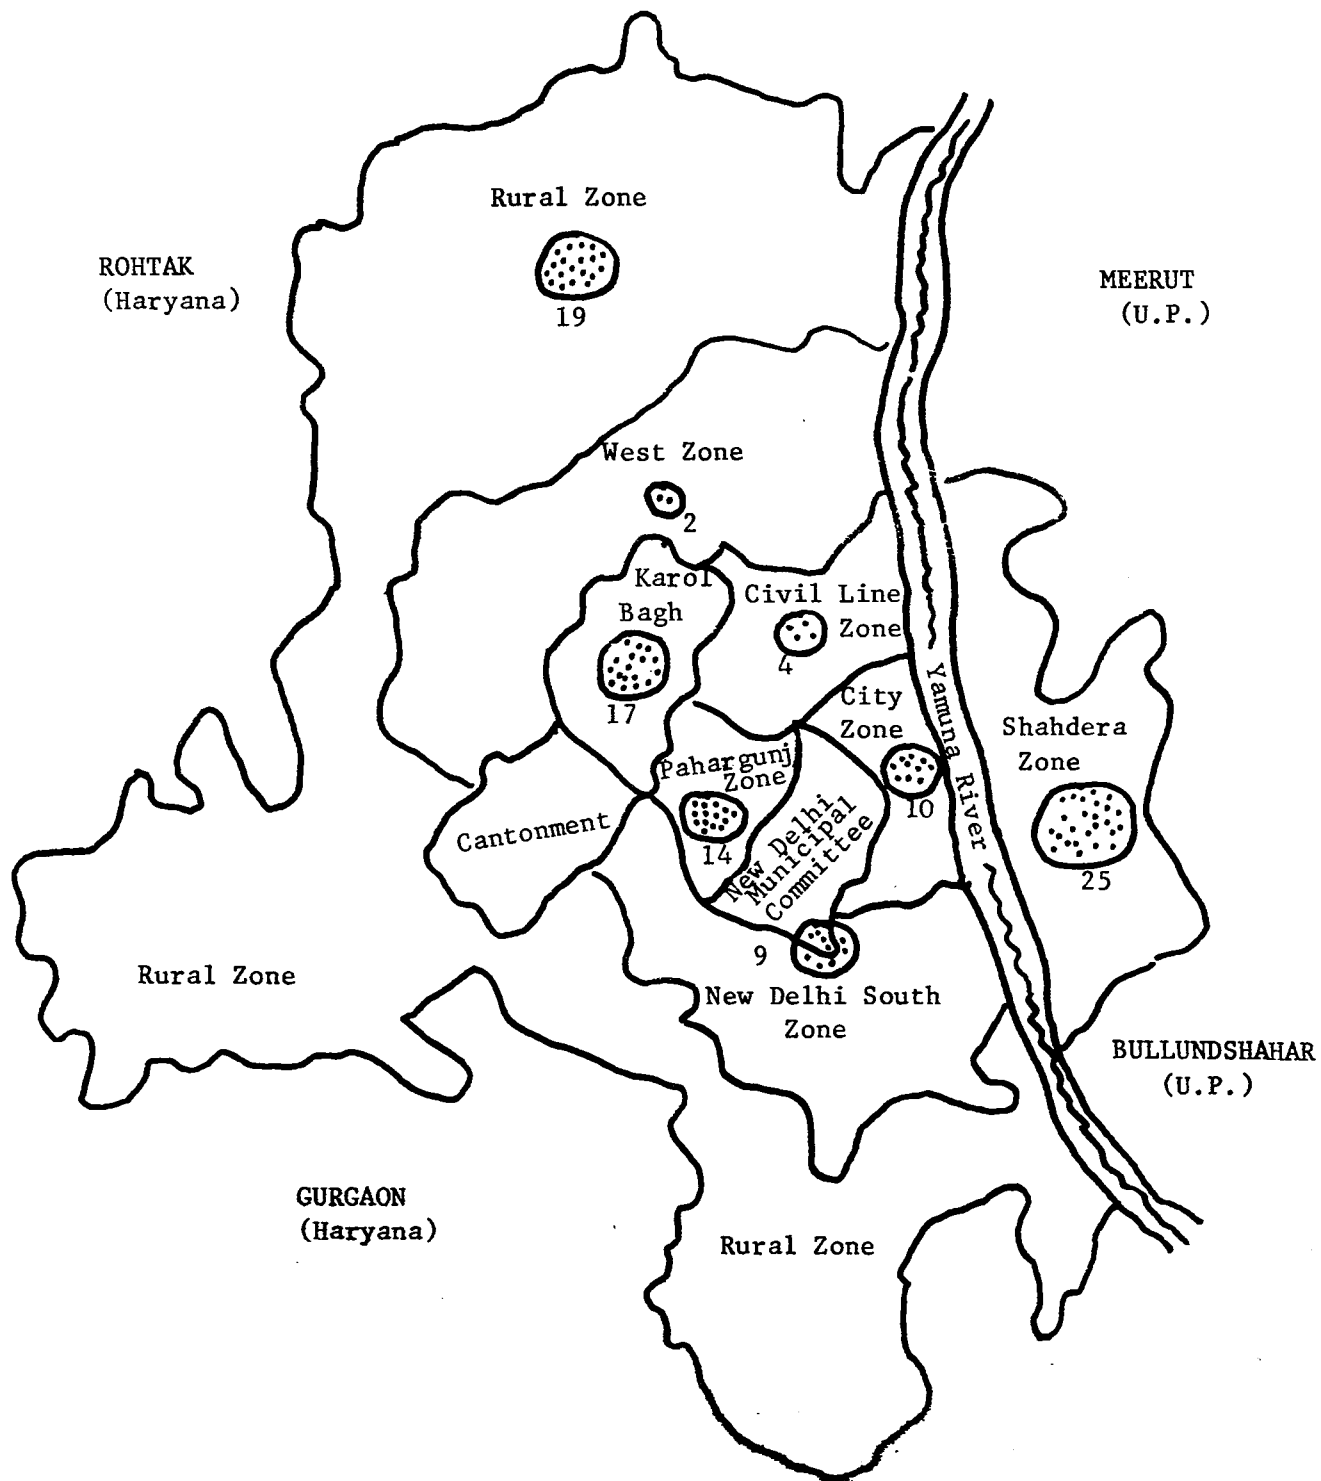 Rural Zone
19
ROHTAK
(Haryana)
MEERUT
(U.P.)
West Zone
2
Karol
Bagh
17
Civil Line
Zone
4
City
Zone
10
Yamuna River
Shahdera
Zone
25
Pahargunj
Zone
14
Cantonment
New Delhi
Municipal
Committee
9
New Delhi South
Zone
Rural Zone
BULLUNDSHAHAR
(U.P.)
GURGAON
(Haryana)
Rural Zone